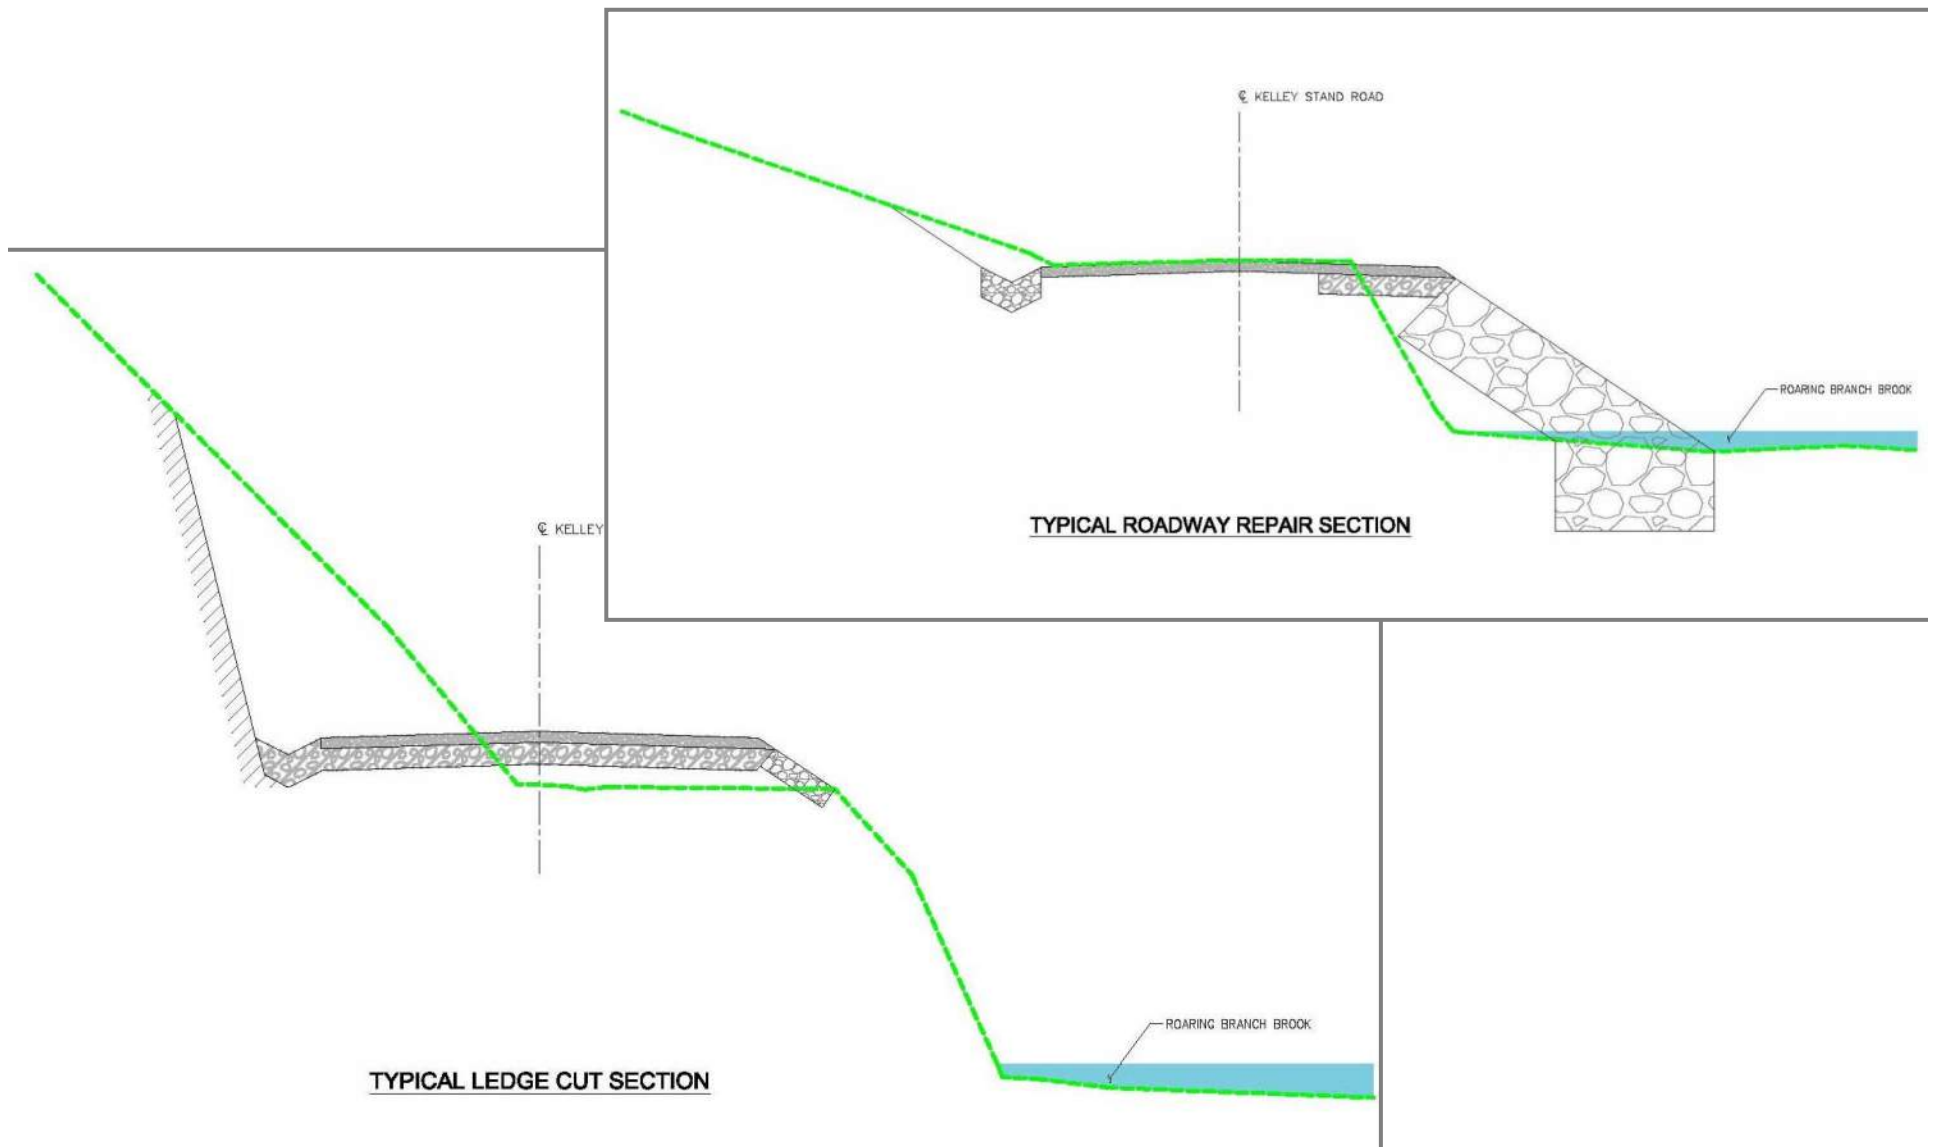 ℄ KELLEY STAND ROAD
ROARING BRANCH BROOK
TYPICAL ROADWAY REPAIR SECTION
℄ KELLEY
ROARING BRANCH BROOK
TYPICAL LEDGE CUT SECTION